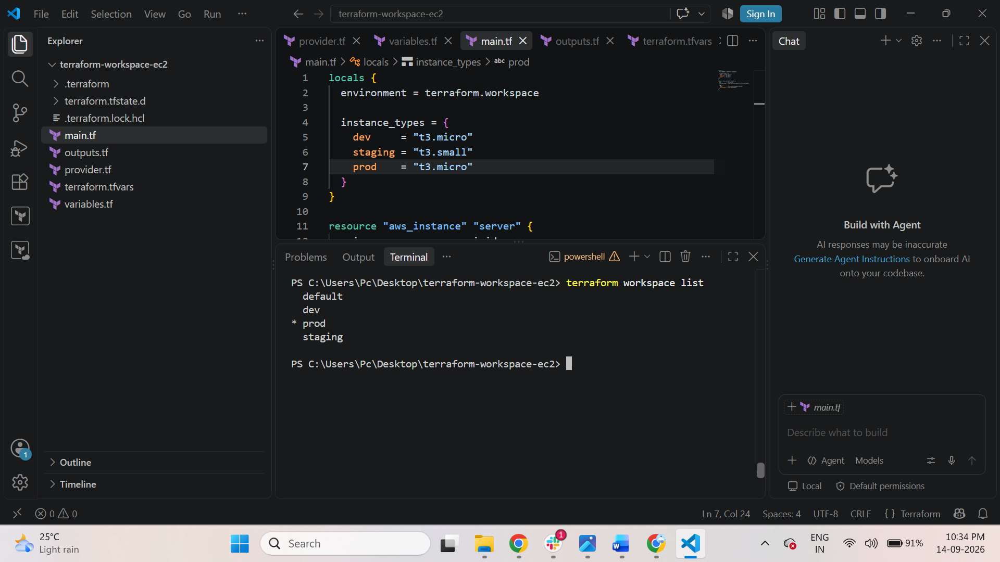 File Edit Selection View Go Run ···
terraform-workspace-ec2
Sign In
Explorer
terraform-workspace-ec2
.terraform
terraform.tfstate.d
.terraform.lock.hcl
main.tf
outputs.tf
provider.tf
terraform.tfvars
variables.tf
Outline
Timeline
1
provider.tf variables.tf main.tf outputs.tf terraform.tfvars
main.tf > locals > instance_types > abc prod
1 locals {
2 environment = terraform.workspace
3
4 instance_types = {
5 dev = "t3.micro"
6 staging = "t3.small"
7 prod = "t3.micro"
8 }
9 }
10
11 resource "aws_instance" "server" {
Problems Output Terminal ··· powershell
PS C:\Users\Pc\Desktop\terraform-workspace-ec2> terraform workspace list
default
dev
* prod
staging
PS C:\Users\Pc\Desktop\terraform-workspace-ec2>
Chat
Build with Agent
AI responses may be inaccurate
Generate Agent Instructions to onboard AI
onto your codebase.
main.tf
Describe what to build
Agent Models
Local Default permissions
0 0
Ln 7, Col 24 Spaces: 4 UTF-8 CRLF { } Terraform
25°C
Light rain
Search
1
ENG
IN
91%
10:34 PM
14-09-2026